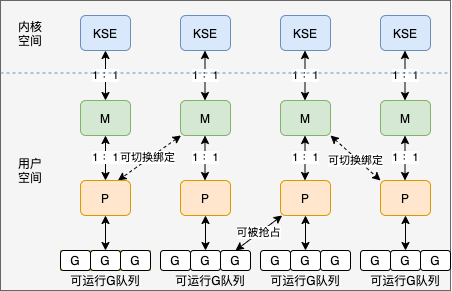 内核
空间
KSE KSE KSE KSE
1：1 1：1 1：1 1：1
M M M M
用户
空间
可切换绑定 可切换绑定
1：1 1：1 1：1 1：1
P P P P
可被抢占
G G G G G G G G G G G G
可运行G队列 可运行G队列 可运行G队列 可运行G队列